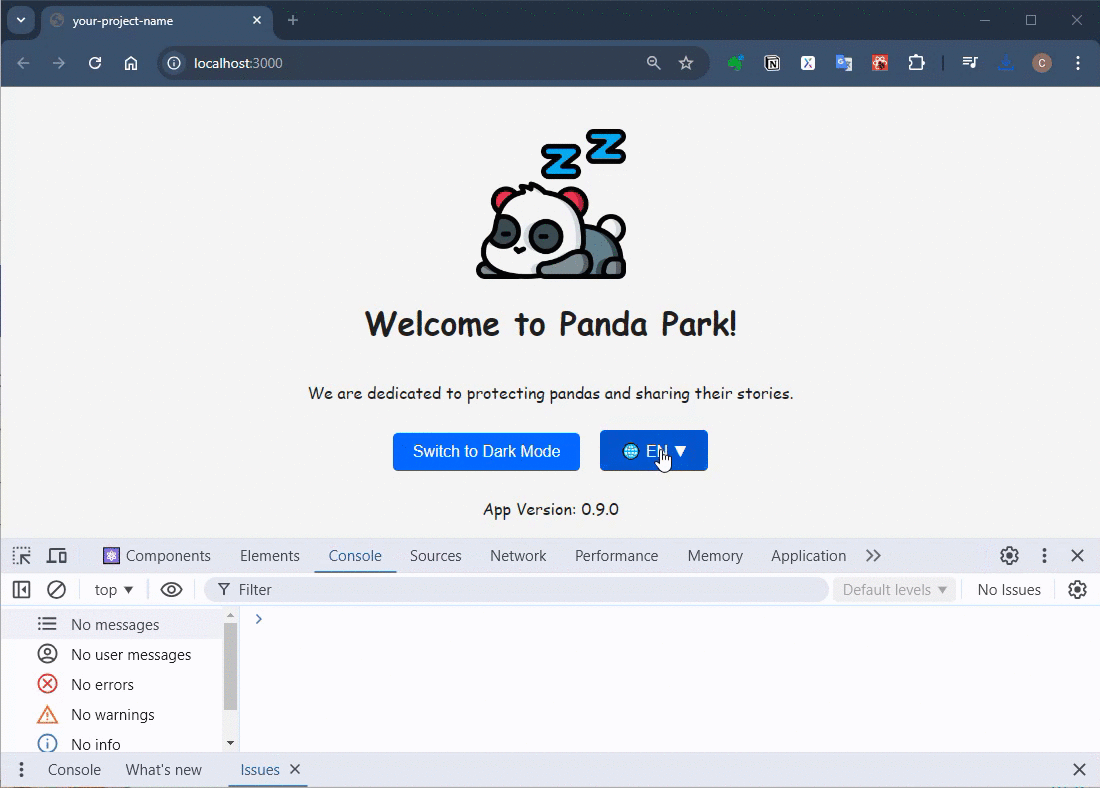 your-project-name
localhost:3000
Z Z
Welcome to Panda Park!
We are dedicated to protecting pandas and sharing their stories.
Switch to Dark Mode
EN ▼
App Version: 0.9.0
Components Elements Console Sources Network Performance Memory Application
top ▼ Filter Default levels ▼ No Issues
No messages
No user messages
No errors
No warnings
No info
Console What's new Issues